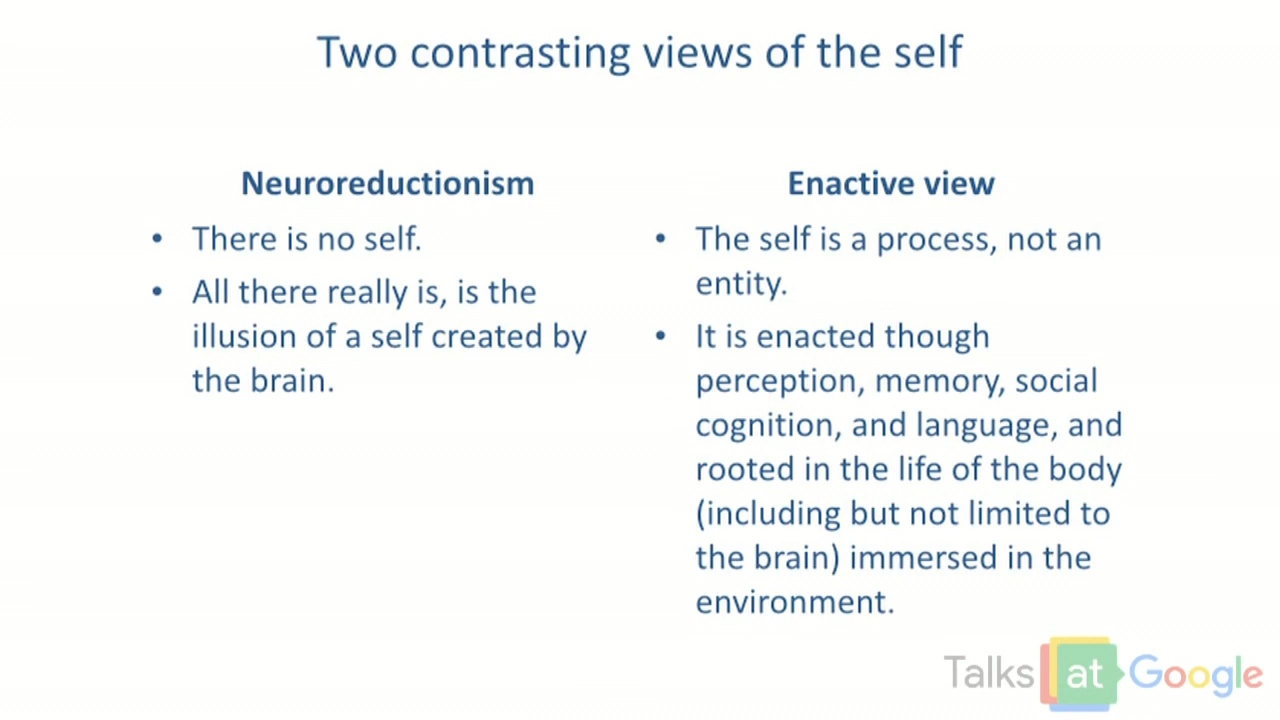 Two contrasting views of the self
Neuroreductionism
• There is no self.
• All there really is, is the
illusion of a self created by
the brain.
Enactive view
• The self is a process, not an
entity.
• It is enacted though
perception, memory, social
cognition, and language, and
rooted in the life of the body
(including but not limited to
the brain) immersed in the
environment.
Talks at Google